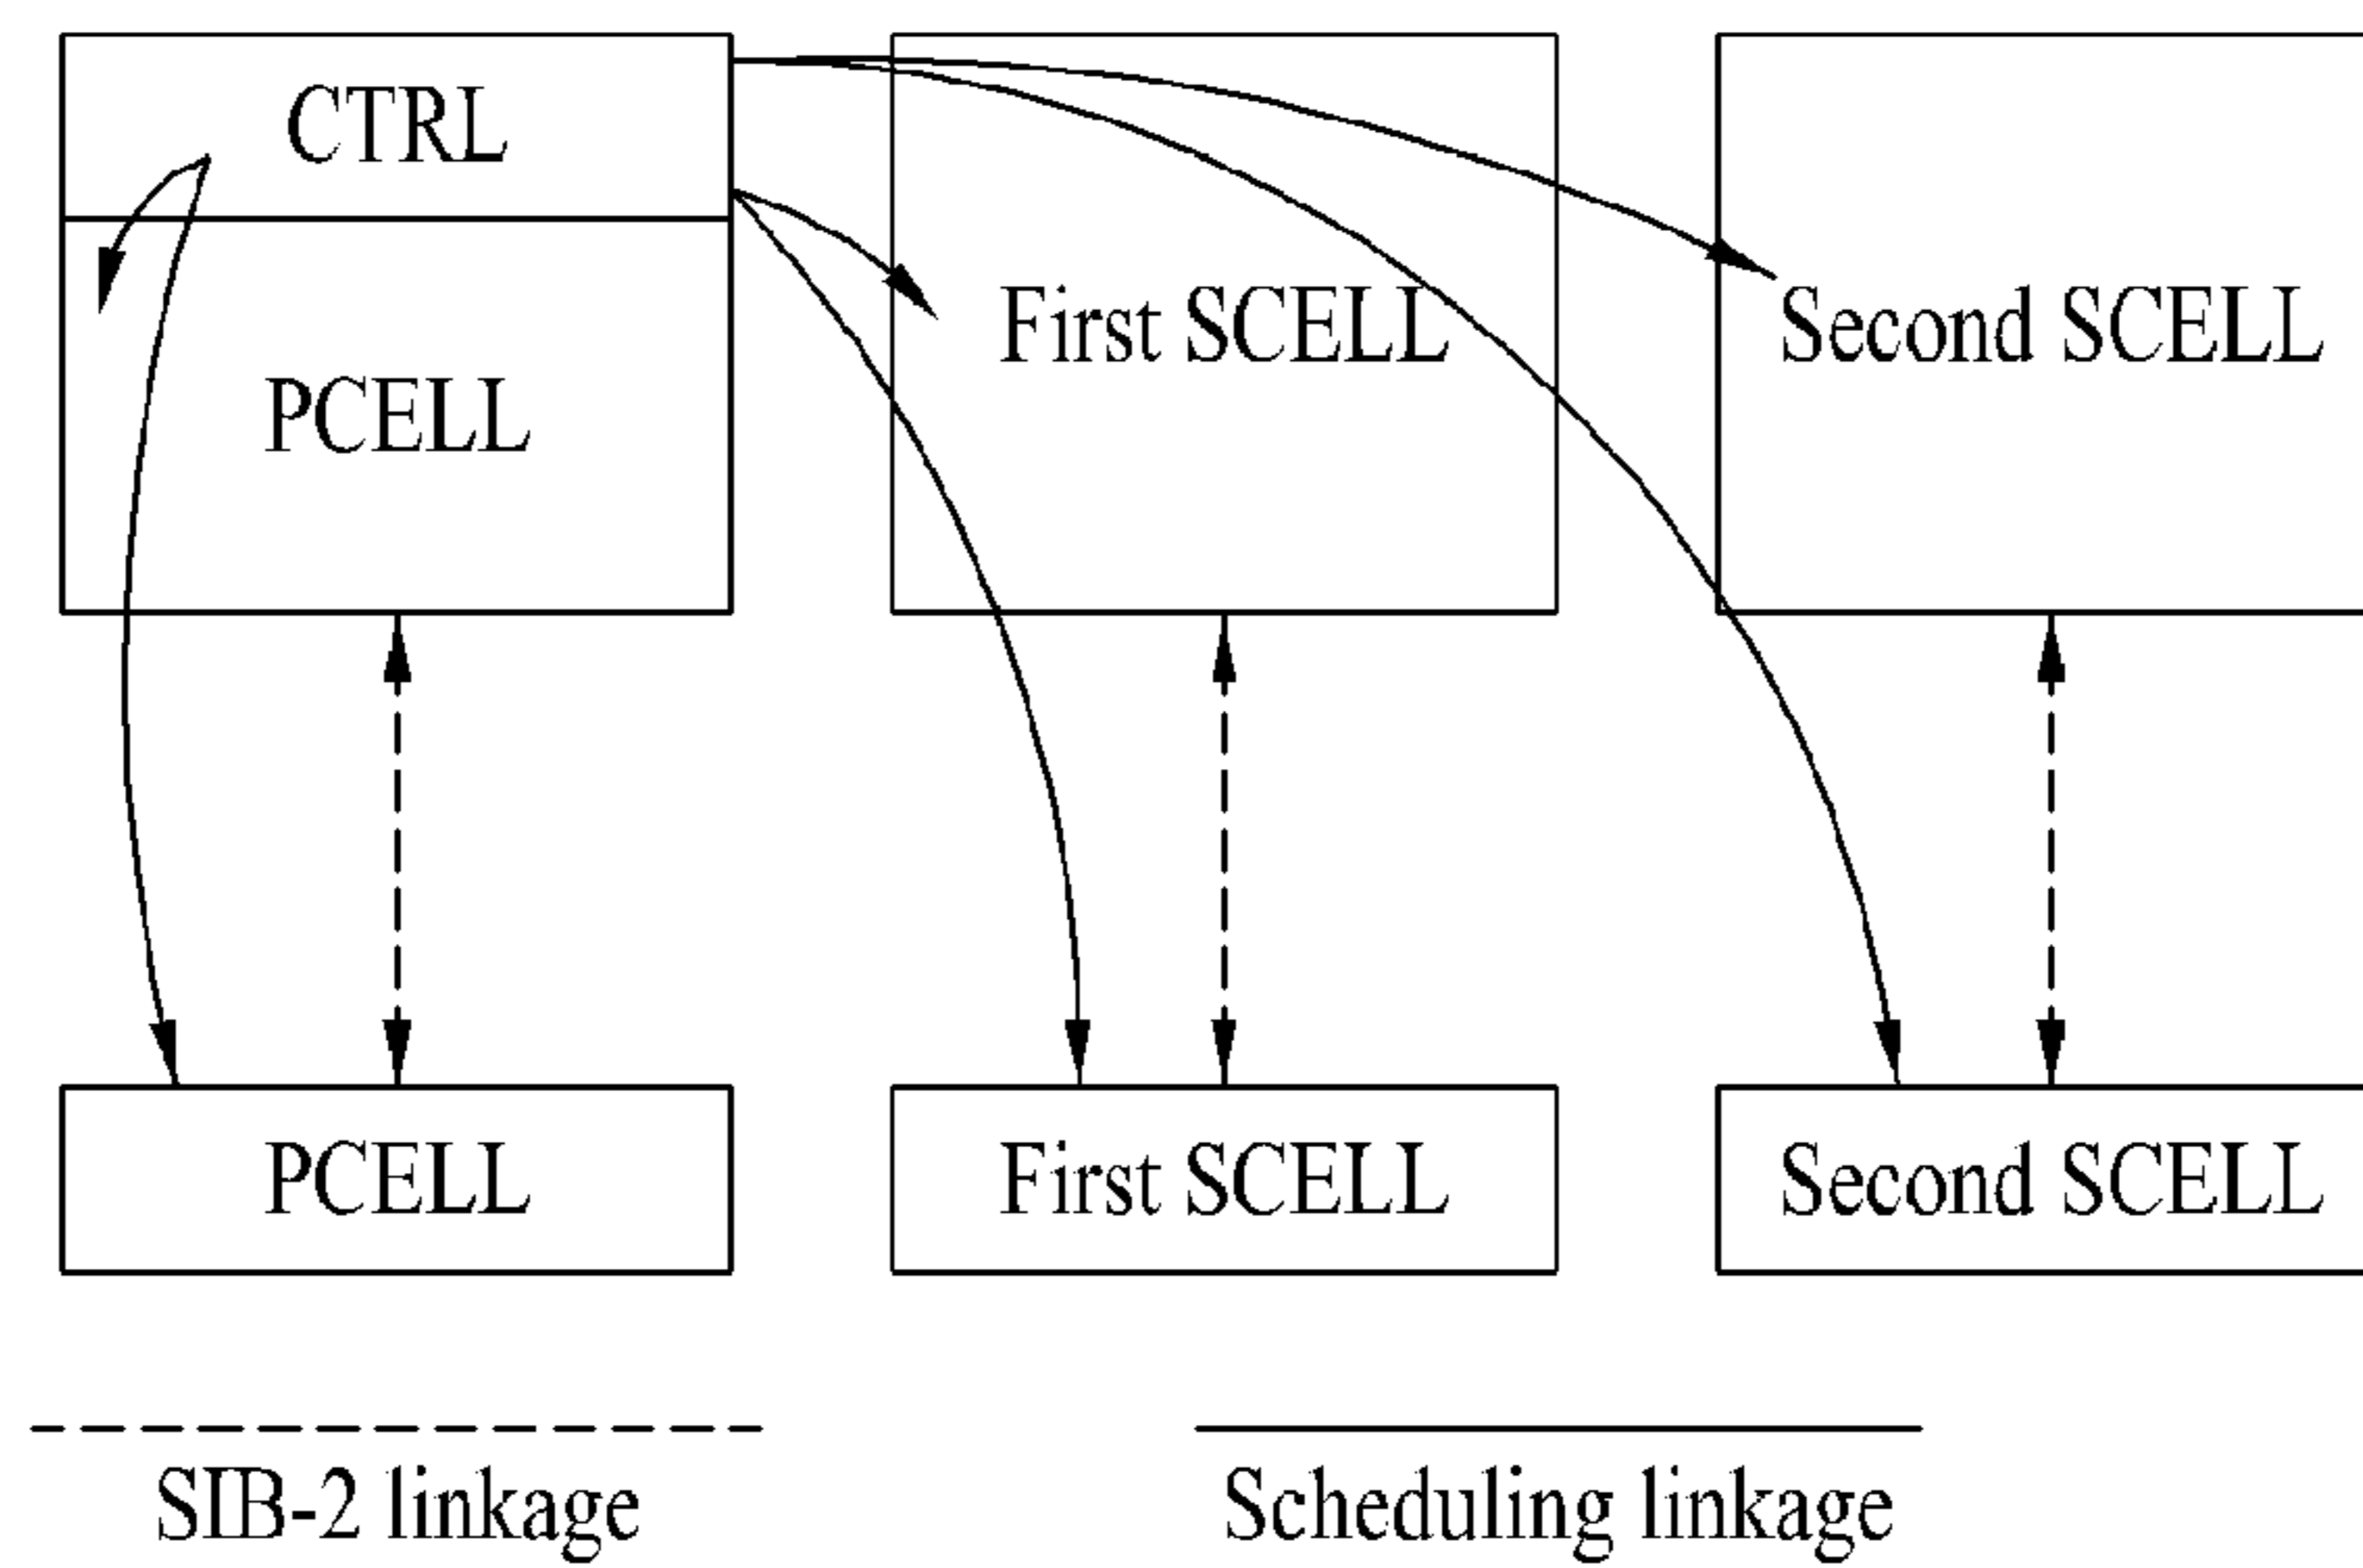 CTRL
PCELL
First SCELL
Second SCELL
PCELL
First SCELL
Second SCELL
SIB-2 linkage
Scheduling linkage